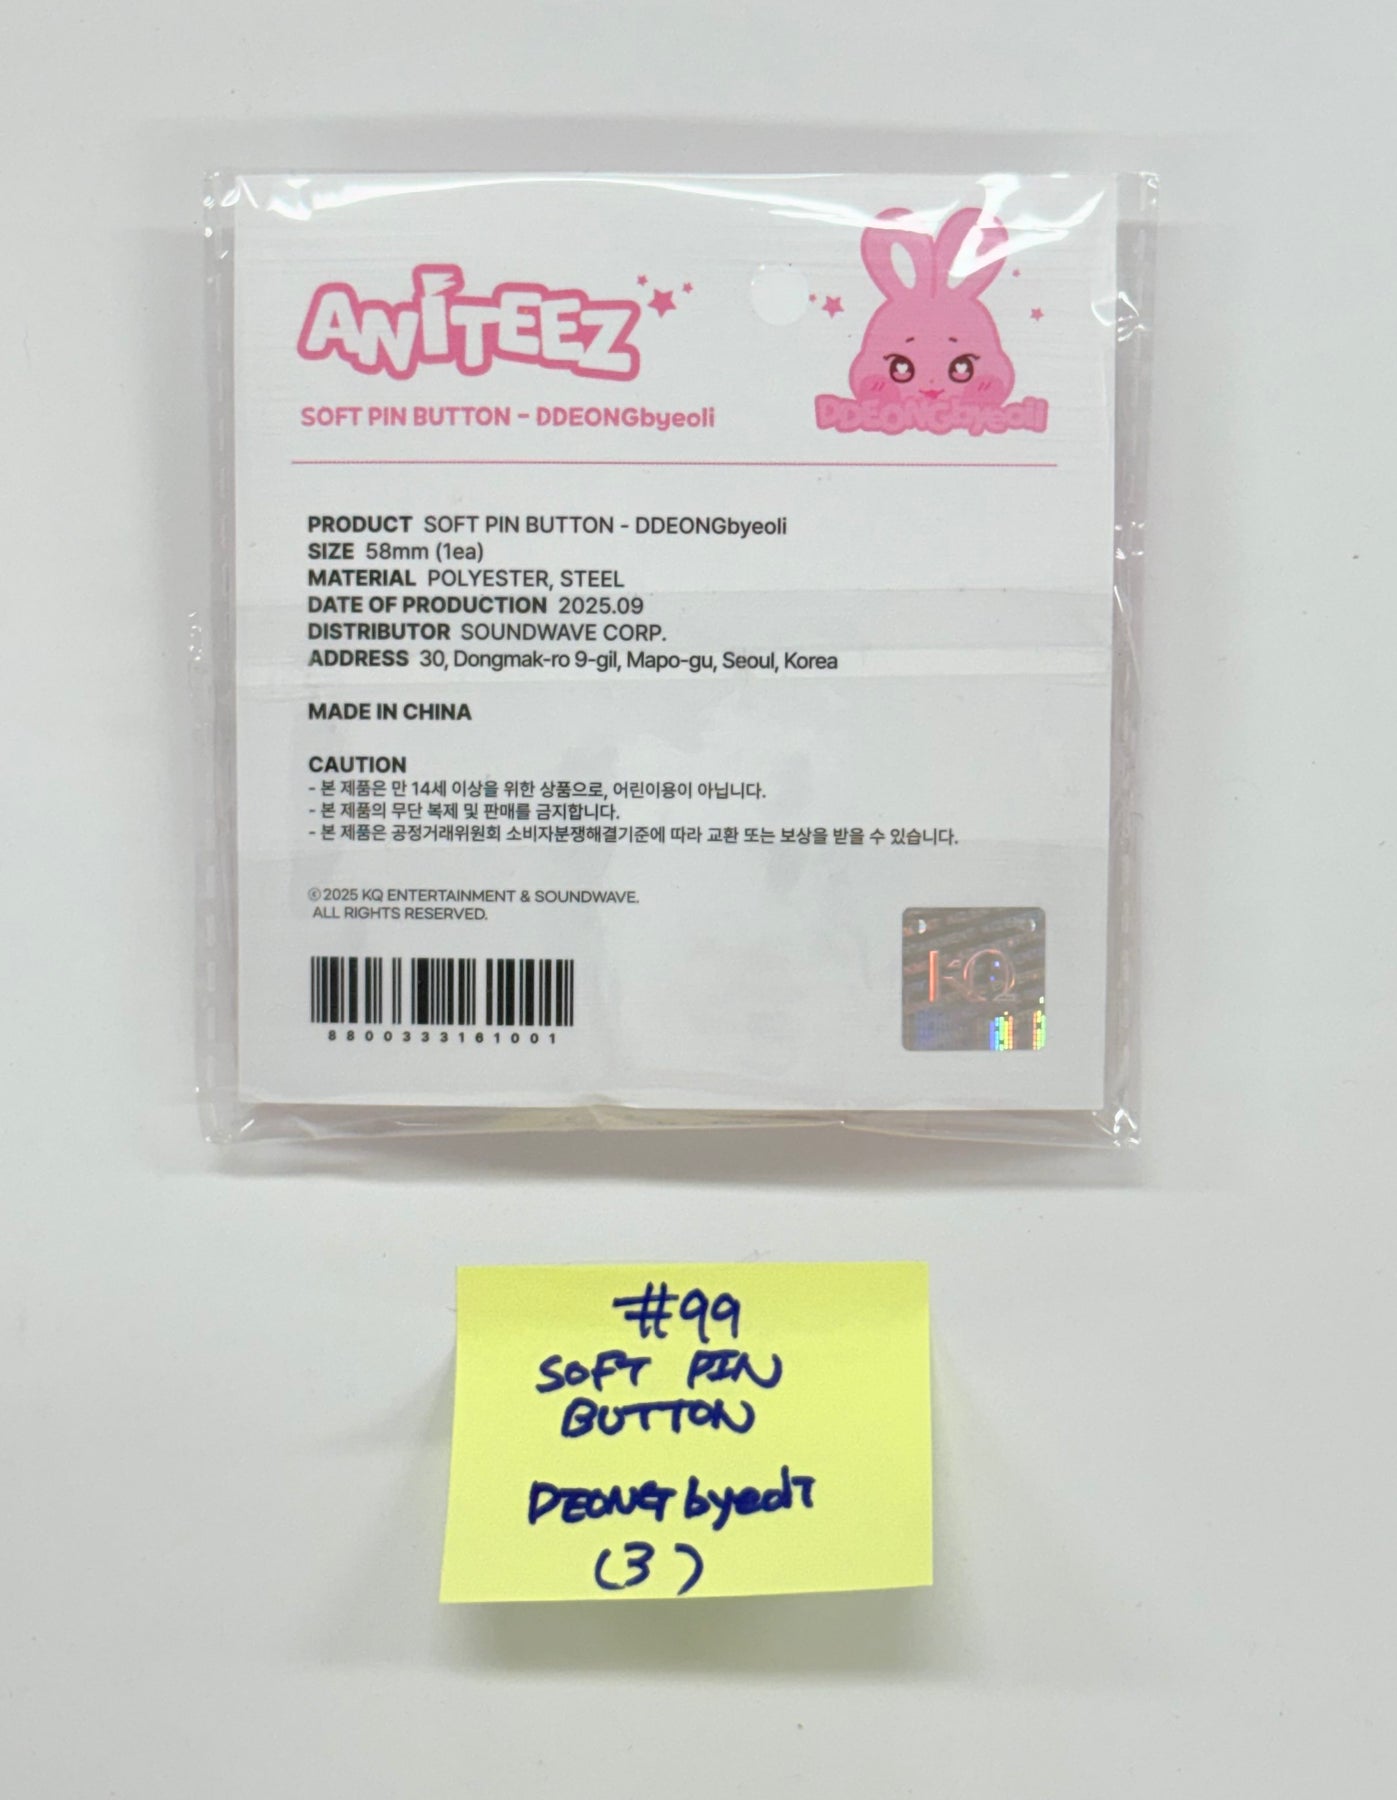 ANITEEZ
SOFT PIN BUTTON - DDEONGbyeoli
DDEONGbyeoli
PRODUCT SOFT PIN BUTTON - DDEONGbyeoli
SIZE 58mm (1ea)
MATERIAL POLYESTER, STEEL
DATE OF PRODUCTION 2025.09
DISTRIBUTOR SOUNDWAVE CORP.
ADDRESS 30, Dongmak-ro 9-gil, Mapo-gu, Seoul, Korea
MADE IN CHINA
CAUTION
- 본 제품은 만 14세 이상을 위한 상품으로, 어린이용이 아닙니다.
- 본 제품의 무단 복제 및 판매를 금지합니다.
- 본 제품은 공정거래위원회 소비자분쟁해결기준에 따라 교환 또는 보상을 받을 수 있습니다.
©2025 KQ ENTERTAINMENT & SOUNDWAVE.
ALL RIGHTS RESERVED.
8800333161001
KQ
#99
SOFT PIN
BUTTON
DEONGbyeoli
(3)